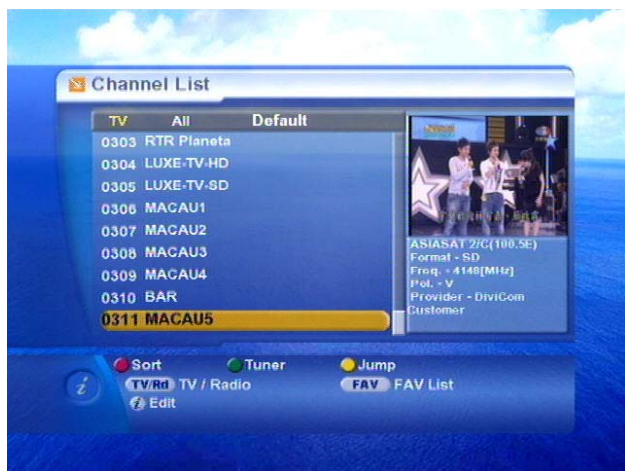 Channel List
TV All Default
0303 RTR Planeta
0304 LUXE-TV-HD
0305 LUXE-TV-SD
0306 MACAU1
0307 MACAU2
0308 MACAU3
0309 MACAU4
0310 BAR
0311 MACAU5
ASIASAT 2/C(100.5E)
Format - SD
Freq. - 4148[MHz]
Pol. - V
Provider - DiviCom
Customer
Sort Tuner Jump
TV/Rd TV / Radio FAV FAV List
i i Edit